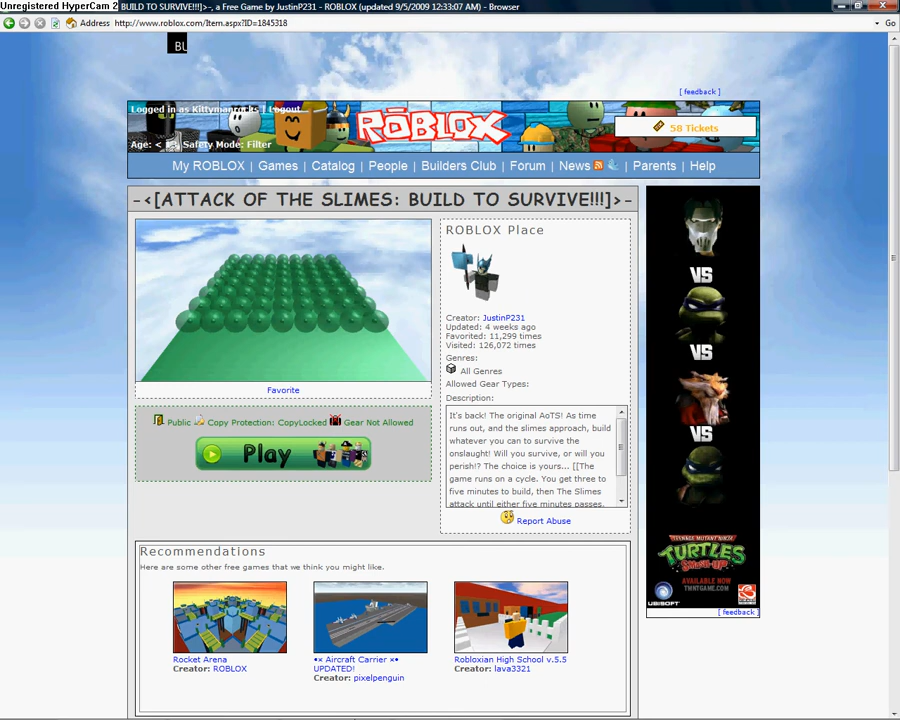 Unregistered HyperCam 2
BUILD TO SURVIVE!!!]>-, a Free Game by JustinP231 - ROBLOX (updated 9/5/2009 12:33:07 AM) - Browser
Address http://www.roblox.com/Item.aspx?ID=1845318
Go
BU
[ feedback ]
Logged in as Kittymanrocks | Logout
ROBLOX
58 Tickets
Age: < Safety Mode: Filter
My ROBLOX | Games | Catalog | People | Builders Club | Forum | News | Parents | Help
-<[ATTACK OF THE SLIMES: BUILD TO SURVIVE!!!]>-
ROBLOX Place
Creator: JustinP231
Updated: 4 weeks ago
Favorited: 11,299 times
Visited: 126,072 times
Genres:
All Genres
Allowed Gear Types:
Description:
It's back! The original AoTS! As time
runs out, and the slimes approach, build
whatever you can to survive the
onslaught! Will you survive, or will you
perish!? The choice is yours... [[The
game runs on a cycle. You get three to
five minutes to build, then The Slimes
attack until either five minutes passes,
Report Abuse
Favorite
Public Copy Protection: CopyLocked Gear Not Allowed
Play
Recommendations
Here are some other free games that we think you might like.
Rocket Arena
Creator: ROBLOX
•× Aircraft Carrier ×•
UPDATED!
Creator: pixelpenguin
Robloxian High School v.5.5
Creator: lava3321
VS
VS
VS
TEENAGE MUTANT NINJA
TURTLES
SMASH-UP
AVAILABLE NOW
TMNTGAME.COM
UBISOFT
[ feedback ]